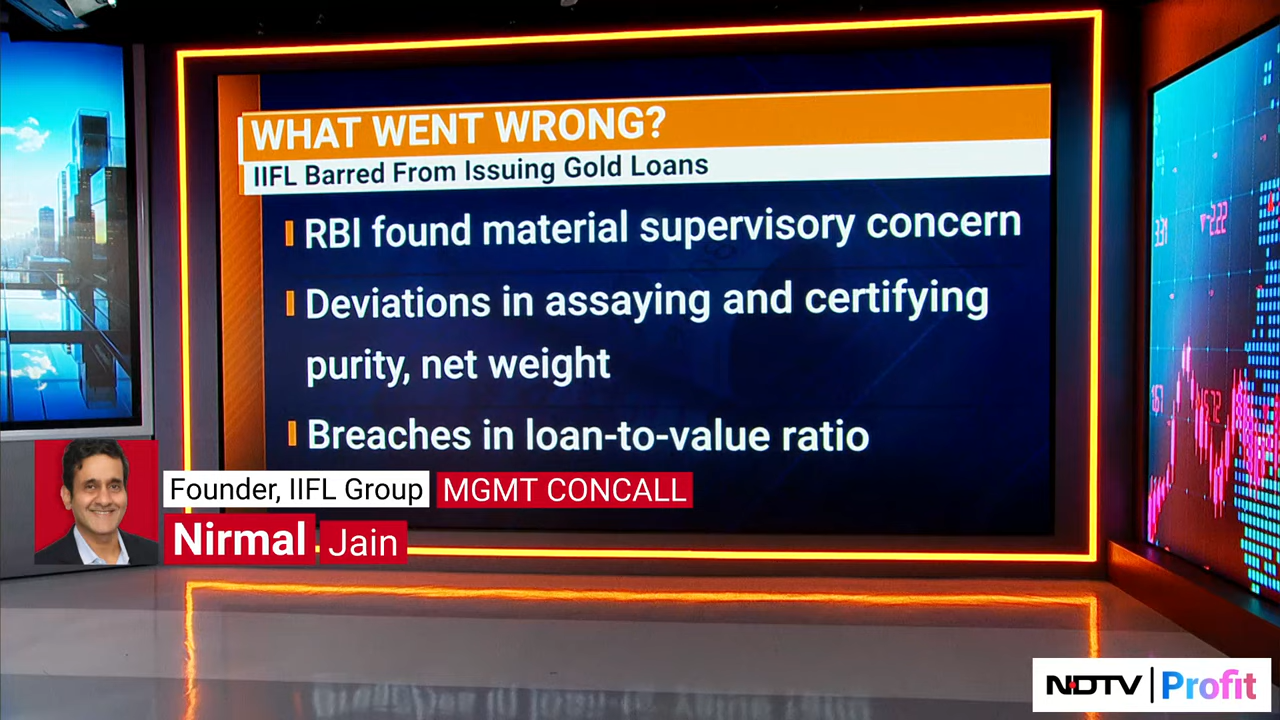 WHAT WENT WRONG?
IIFL Barred From Issuing Gold Loans
RBI found material supervisory concern
Deviations in assaying and certifying
purity, net weight
Breaches in loan-to-value ratio
Founder, IIFL Group MGMT CONCALL
Nirmal Jain
NDTV Profit